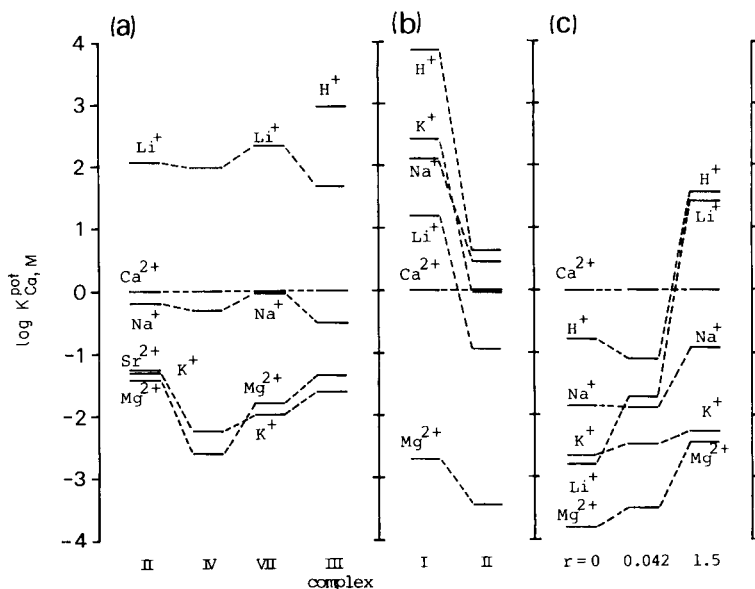 (a)
(b)
(c)
log K^pot_Ca, M
4
3
2
1
0
-1
-2
-3
-4
Li⁺
Li⁺
H⁺
Ca²⁺
Na⁺
Na⁺
Sr²⁺
K⁺
Mg²⁺
Mg²⁺
K⁺
II
IV
VII
III
complex
H⁺
K⁺
Na⁺
Li⁺
Ca²⁺
Mg²⁺
I
II
H⁺
Li⁺
Ca²⁺
H⁺
Na⁺
Na⁺
K⁺
K⁺
Li⁺
Mg²⁺
Mg²⁺
r = 0
0.042
1.5